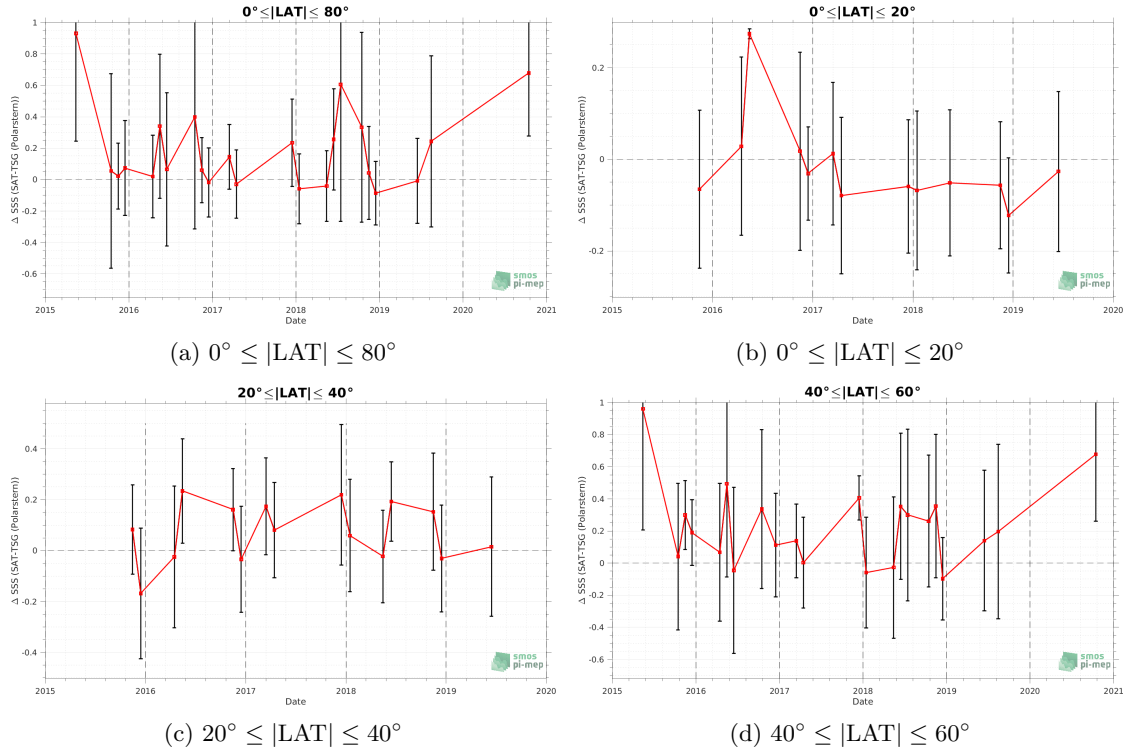 0°≤|LAT|≤ 80°
1
0.8
0.6
0.4
0.2
0
-0.2
-0.4
-0.6
Δ SSS (SAT-TSG (Polarstern))
2015 2016 2017 2018 2019 2020 2021
Date
smos
pi-mep
(a) 0° ≤ |LAT| ≤ 80°
0°≤|LAT|≤ 20°
0.2
0
-0.2
Δ SSS (SAT-TSG (Polarstern))
2015 2016 2017 2018 2019 2020
Date
smos
pi-mep
(b) 0° ≤ |LAT| ≤ 20°
20°≤|LAT|≤ 40°
0.4
0.2
0
-0.2
-0.4
Δ SSS (SAT-TSG (Polarstern))
2015 2016 2017 2018 2019 2020
Date
smos
pi-mep
(c) 20° ≤ |LAT| ≤ 40°
40°≤|LAT|≤ 60°
1
0.8
0.6
0.4
0.2
0
-0.2
-0.4
-0.6
Δ SSS (SAT-TSG (Polarstern))
2015 2016 2017 2018 2019 2020 2021
Date
smos
pi-mep
(d) 40° ≤ |LAT| ≤ 60°